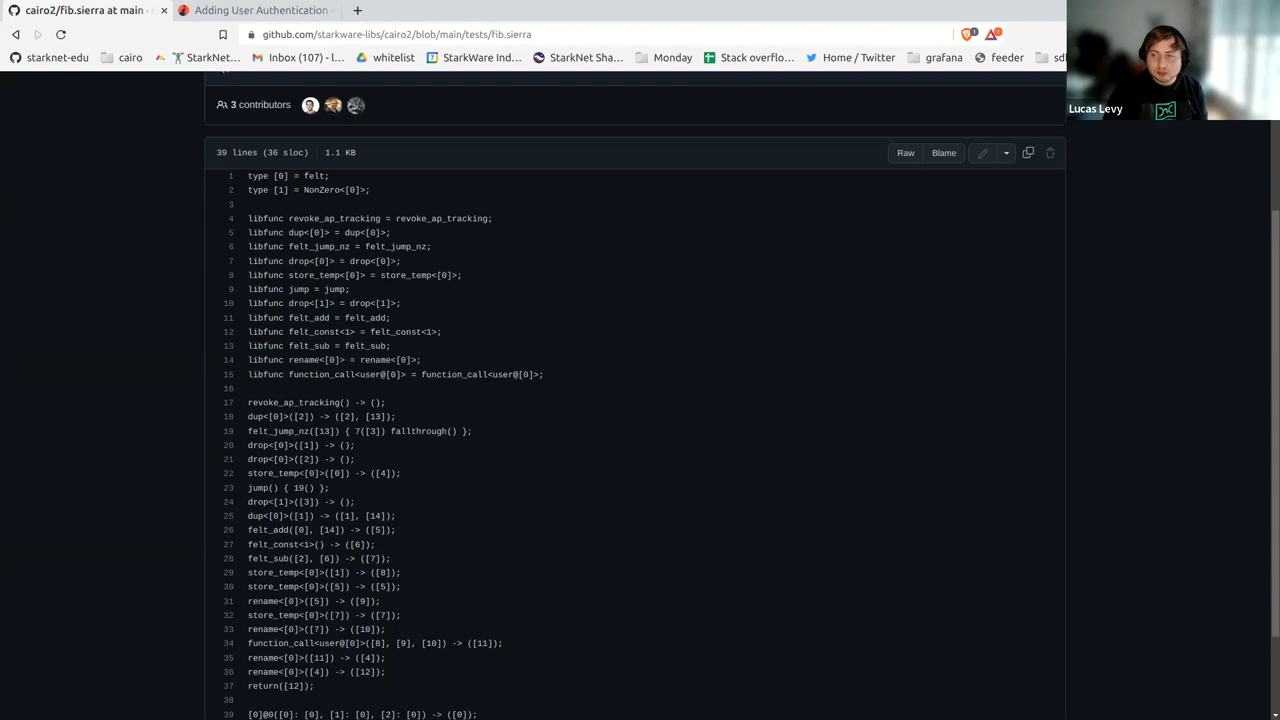 cairo2/fib.sierra at main ·
Adding User Authentication -
github.com/starkware-libs/cairo2/blob/main/tests/fib.sierra
1
1
starknet-edu
cairo
StarkNet...
Inbox (107) - l...
whitelist
StarkWare Ind...
StarkNet Sha...
Monday
Stack overflo...
Home / Twitter
grafana
feeder
Lucas Levy
3 contributors
39 lines (36 sloc) 1.1 KB
Raw
Blame
1 type [0] = felt;
2 type [1] = NonZero<[0]>;
3
4 libfunc revoke_ap_tracking = revoke_ap_tracking;
5 libfunc dup<[0]> = dup<[0]>;
6 libfunc felt_jump_nz = felt_jump_nz;
7 libfunc drop<[0]> = drop<[0]>;
8 libfunc store_temp<[0]> = store_temp<[0]>;
9 libfunc jump = jump;
10 libfunc drop<[1]> = drop<[1]>;
11 libfunc felt_add = felt_add;
12 libfunc felt_const<1> = felt_const<1>;
13 libfunc felt_sub = felt_sub;
14 libfunc rename<[0]> = rename<[0]>;
15 libfunc function_call<user@[0]> = function_call<user@[0]>;
16
17 revoke_ap_tracking() -> ();
18 dup<[0]>([2]) -> ([2], [13]);
19 felt_jump_nz([13]) { 7([3]) fallthrough() };
20 drop<[0]>([1]) -> ();
21 drop<[0]>([2]) -> ();
22 store_temp<[0]>([0]) -> ([4]);
23 jump() { 19() };
24 drop<[1]>([3]) -> ();
25 dup<[0]>([1]) -> ([1], [14]);
26 felt_add([0], [14]) -> ([5]);
27 felt_const<1>() -> ([6]);
28 felt_sub([2], [6]) -> ([7]);
29 store_temp<[0]>([1]) -> ([8]);
30 store_temp<[0]>([5]) -> ([5]);
31 rename<[0]>([5]) -> ([9]);
32 store_temp<[0]>([7]) -> ([7]);
33 rename<[0]>([7]) -> ([10]);
34 function_call<user@[0]>([8], [9], [10]) -> ([11]);
35 rename<[0]>([11]) -> ([4]);
36 rename<[0]>([4]) -> ([12]);
37 return([12]);
38
39 [0]@0([0]: [0], [1]: [0], [2]: [0]) -> ([0]);